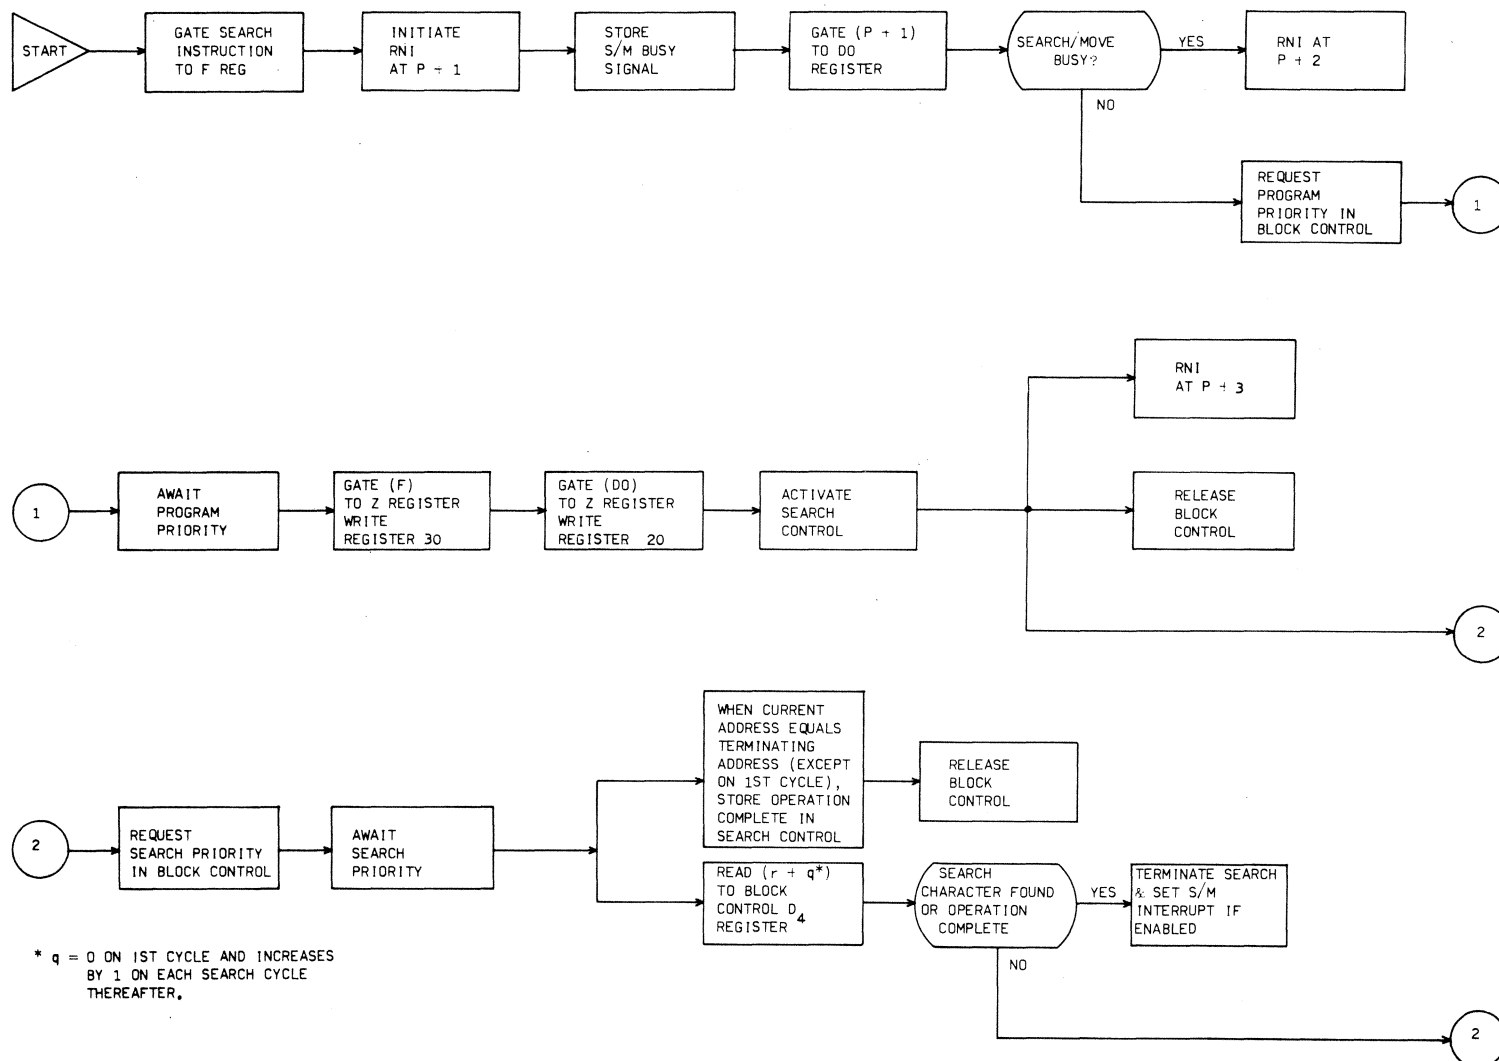 START
GATE SEARCH
INSTRUCTION
TO F REG
INITIATE
RNI
AT P + 1
STORE
S/M BUSY
SIGNAL
GATE (P + 1)
TO DO
REGISTER
SEARCH/MOVE
BUSY?
YES
RNI AT
P + 2
NO
REQUEST
PROGRAM
PRIORITY IN
BLOCK CONTROL
1
RNI
AT P + 3
1
AWAIT
PROGRAM
PRIORITY
GATE (F)
TO Z REGISTER
WRITE
REGISTER 30
GATE (DO)
TO Z REGISTER
WRITE
REGISTER 20
ACTIVATE
SEARCH
CONTROL
RELEASE
BLOCK
CONTROL
2
2
REQUEST
SEARCH PRIORITY
IN BLOCK CONTROL
AWAIT
SEARCH
PRIORITY
WHEN CURRENT
ADDRESS EQUALS
TERMINATING
ADDRESS (EXCEPT
ON 1ST CYCLE),
STORE OPERATION
COMPLETE IN
SEARCH CONTROL
RELEASE
BLOCK
CONTROL
READ (r + q*)
TO BLOCK
CONTROL D4
REGISTER
SEARCH
CHARACTER FOUND
OR OPERATION
COMPLETE
YES
TERMINATE SEARCH
& SET S/M
INTERRUPT IF
ENABLED
NO
2
* q = 0 ON 1ST CYCLE AND INCREASES
BY 1 ON EACH SEARCH CYCLE
THEREAFTER.